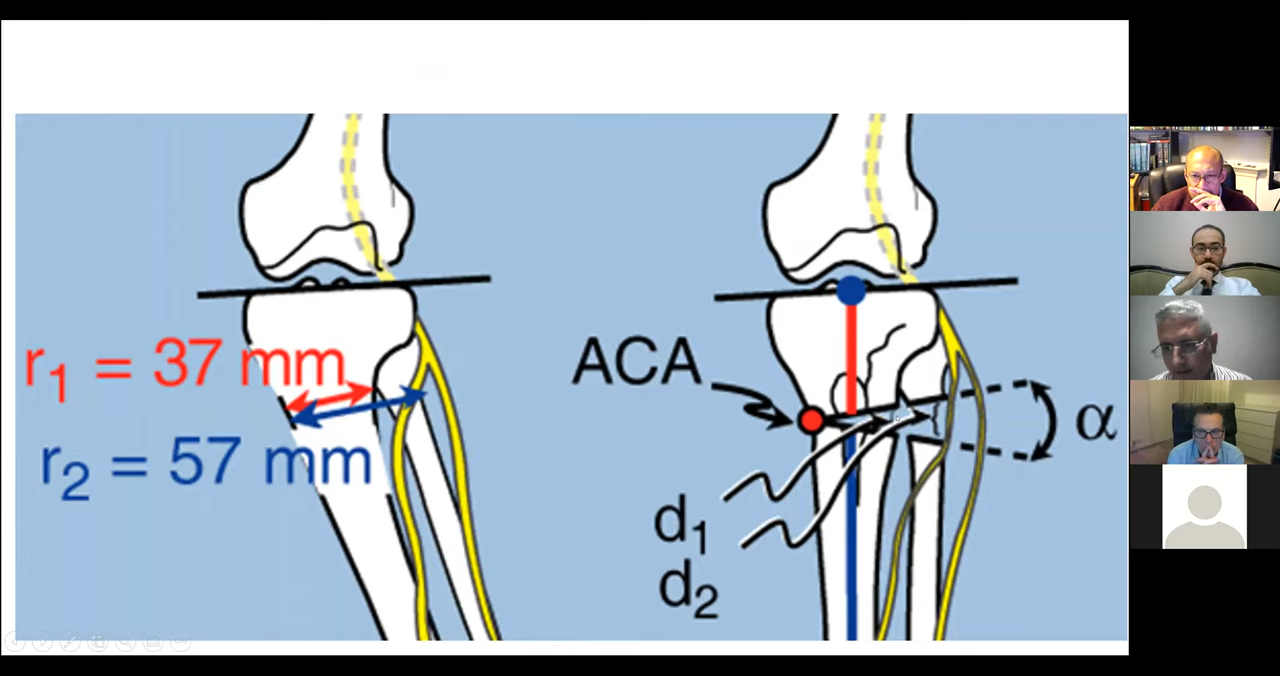 r1 = 37 mm
r2 = 57 mm
ACA
α
d1
d2